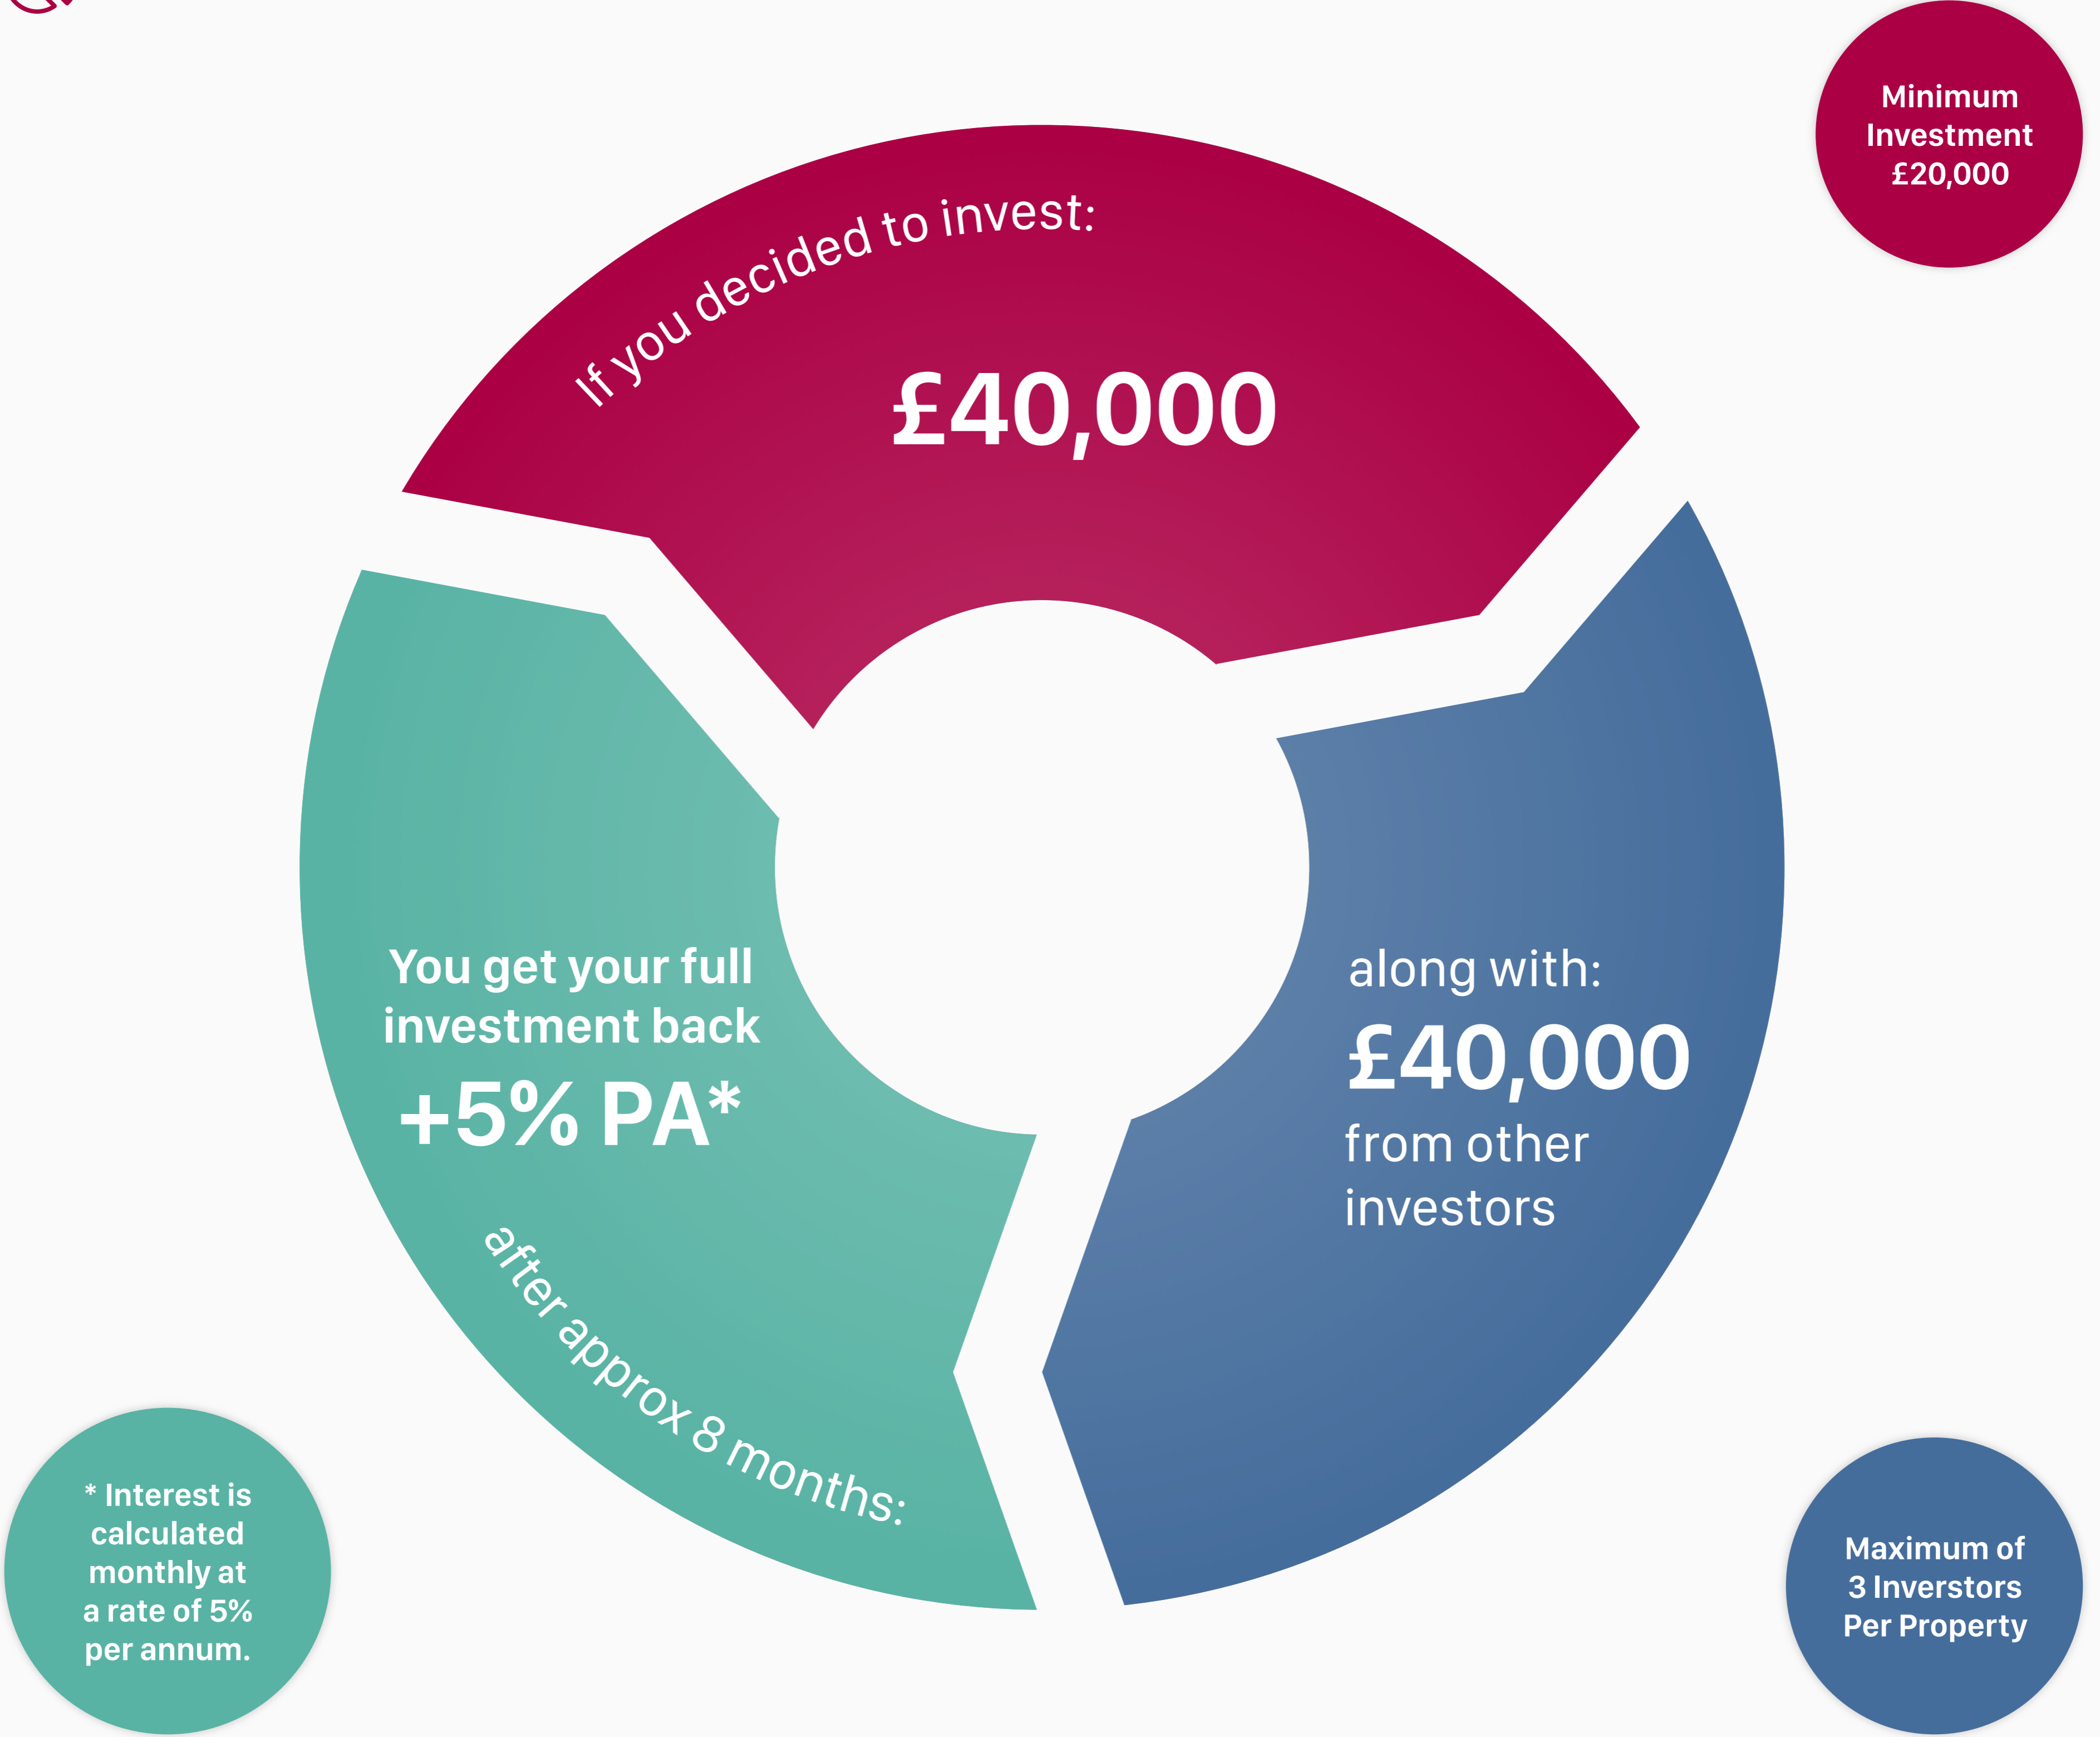 Minimum
Investment
£20,000
If you decided to invest:
£40,000
along with:
£40,000
from other
investors
Maximum of
3 Inverstors
Per Property
You get your full
investment back
+5% PA*
after approx 8 months:
* Interest is
calculated
monthly at
a rate of 5%
per annum.